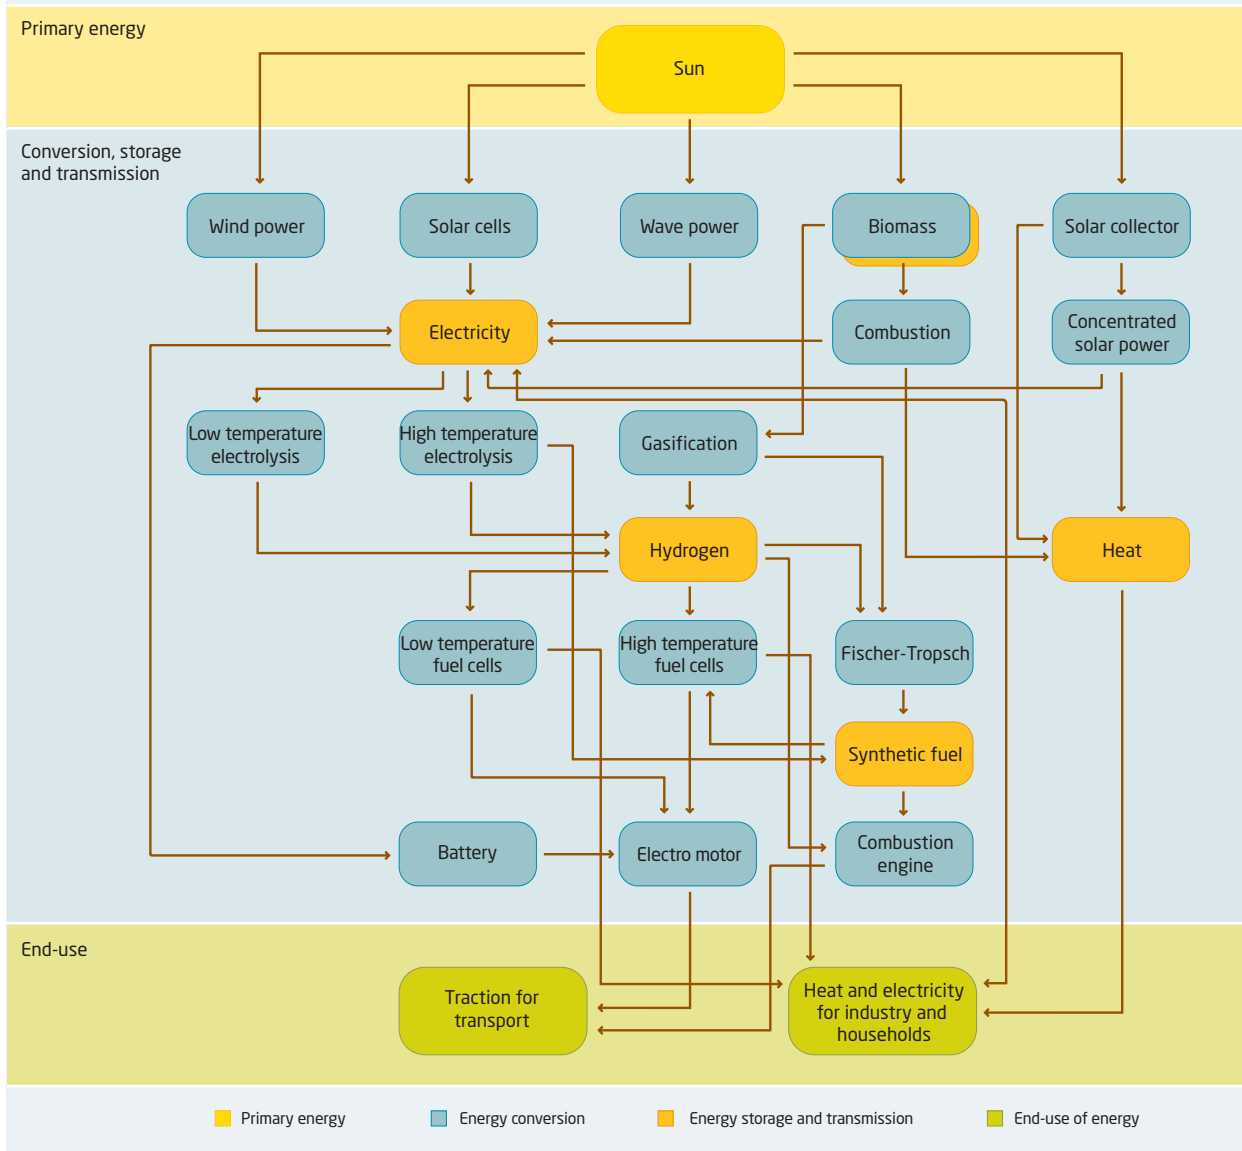 Primary energy
Sun
Conversion, storage
and transmission
Wind power
Solar cells
Wave power
Biomass
Solar collector
Electricity
Combustion
Concentrated
solar power
Low temperature
electrolysis
High temperature
electrolysis
Gasification
Hydrogen
Heat
Low temperature
fuel cells
High temperature
fuel cells
Fischer-Tropsch
Synthetic fuel
Battery
Electro motor
Combustion
engine
End-use
Traction for
transport
Heat and electricity
for industry and
households
Primary energy
Energy conversion
Energy storage and transmission
End-use of energy